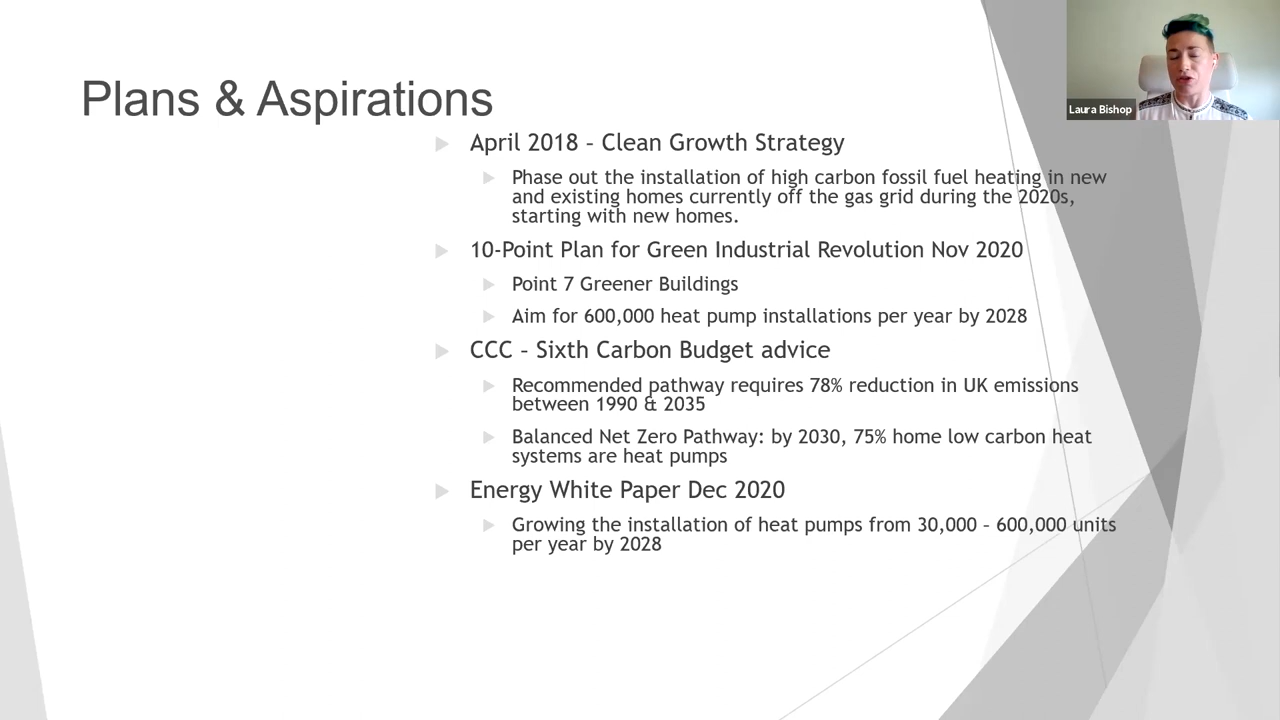 Plans & Aspirations
Laura Bishop
April 2018 – Clean Growth Strategy
Phase out the installation of high carbon fossil fuel heating in new
and existing homes currently off the gas grid during the 2020s,
starting with new homes.
10-Point Plan for Green Industrial Revolution Nov 2020
Point 7 Greener Buildings
Aim for 600,000 heat pump installations per year by 2028
CCC – Sixth Carbon Budget advice
Recommended pathway requires 78% reduction in UK emissions
between 1990 & 2035
Balanced Net Zero Pathway: by 2030, 75% home low carbon heat
systems are heat pumps
Energy White Paper Dec 2020
Growing the installation of heat pumps from 30,000 – 600,000 units
per year by 2028